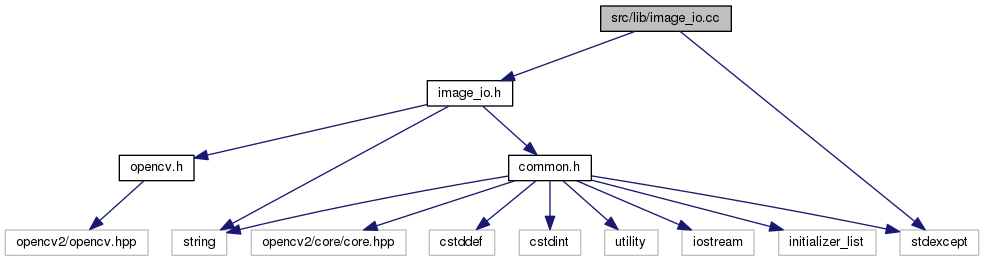 src/lib/image_io.cc
image_io.h
opencv.h
common.h
opencv2/opencv.hpp
string
opencv2/core/core.hpp
cstddef
cstdint
utility
iostream
initializer_list
stdexcept